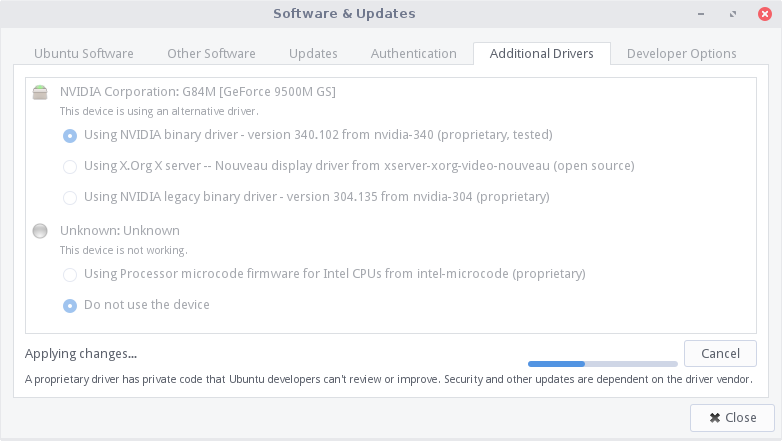 Software & Updates
Ubuntu Software
Other Software
Updates
Authentication
Additional Drivers
Developer Options
NVIDIA Corporation: G84M [GeForce 9500M GS]
This device is using an alternative driver.
Using NVIDIA binary driver - version 340.102 from nvidia-340 (proprietary, tested)
Using X.Org X server -- Nouveau display driver from xserver-xorg-video-nouveau (open source)
Using NVIDIA legacy binary driver - version 304.135 from nvidia-304 (proprietary)
Unknown: Unknown
This device is not working.
Using Processor microcode firmware for Intel CPUs from intel-microcode (proprietary)
Do not use the device
Applying changes...
Cancel
A proprietary driver has private code that Ubuntu developers can't review or improve. Security and other updates are dependent on the driver vendor.
Close